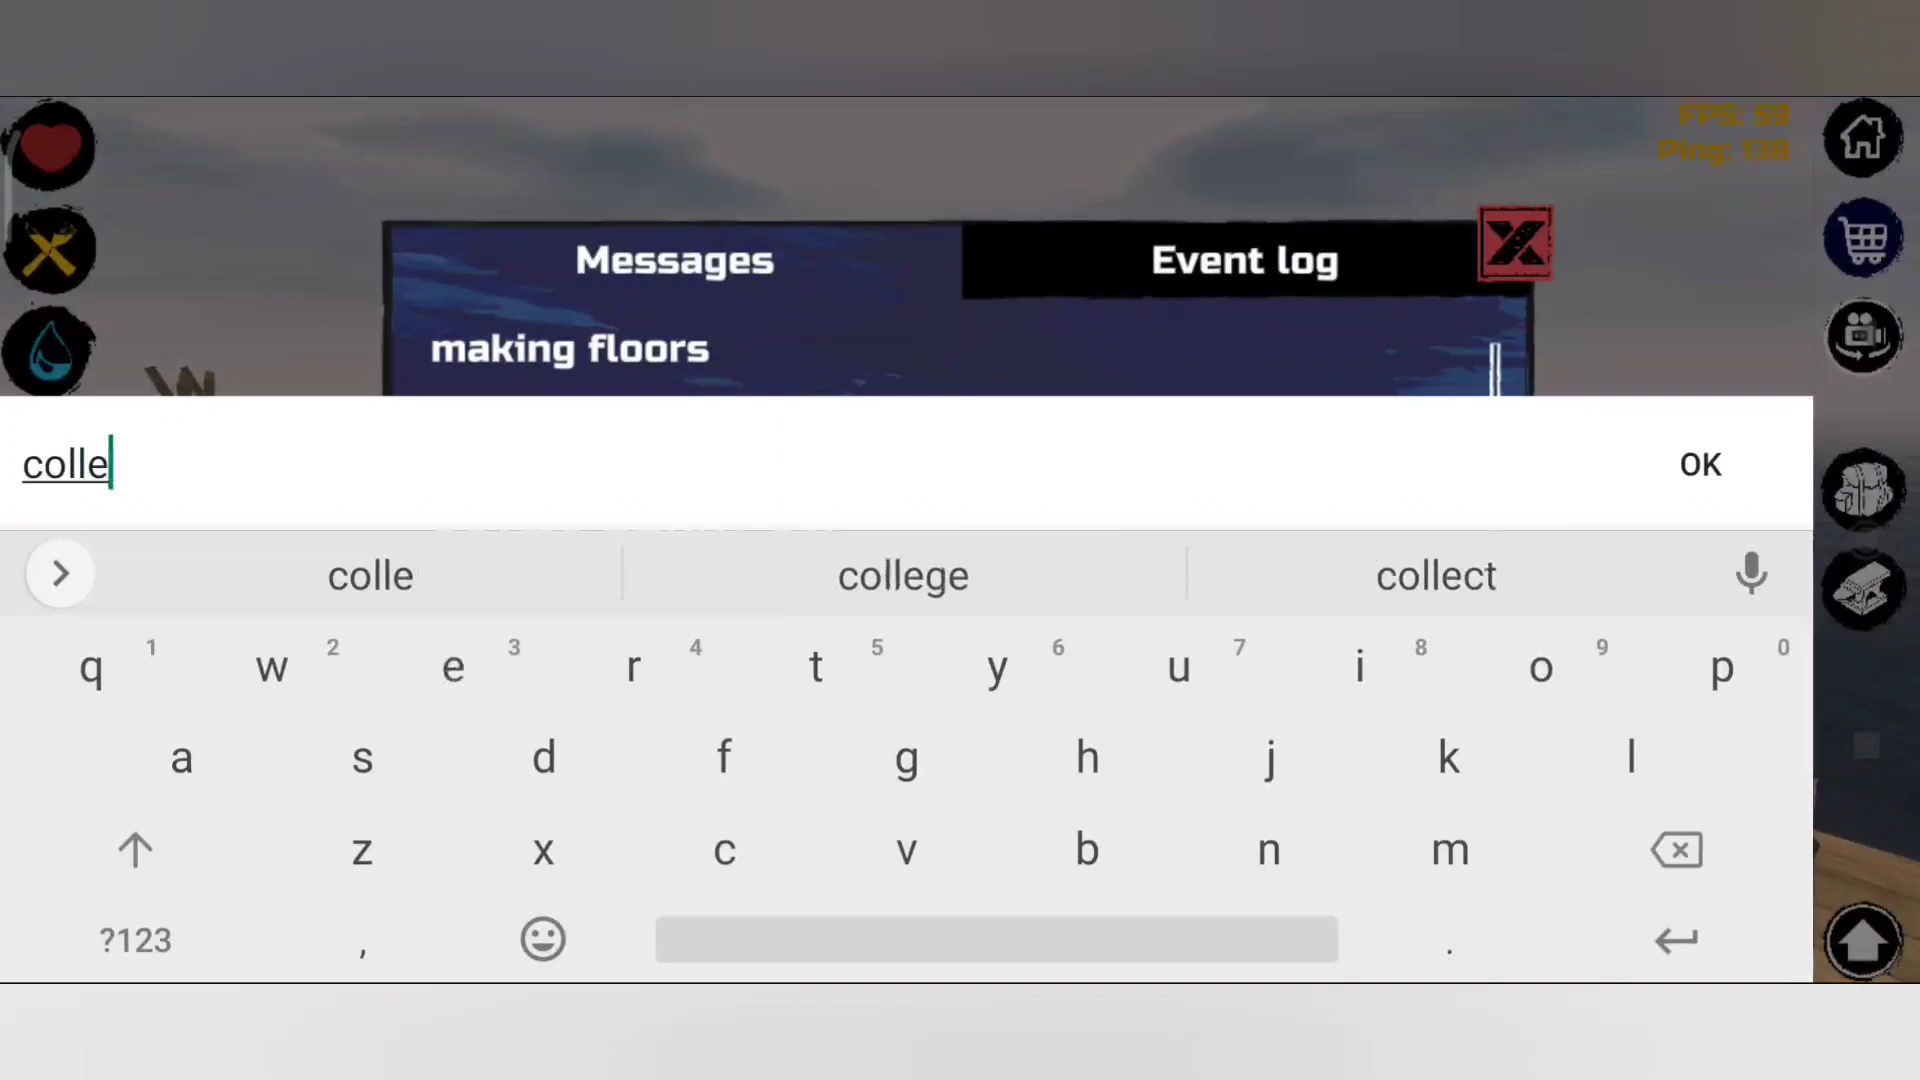 FPS: 59
Ping: 138
Messages
Event log
X
making floors
colle
OK
colle
college
collect
q 1 w 2 e 3 r 4 t 5 y 6 u 7 i 8 o 9 p 0
a s d f g h j k l
z x c v b n m
?123 , .